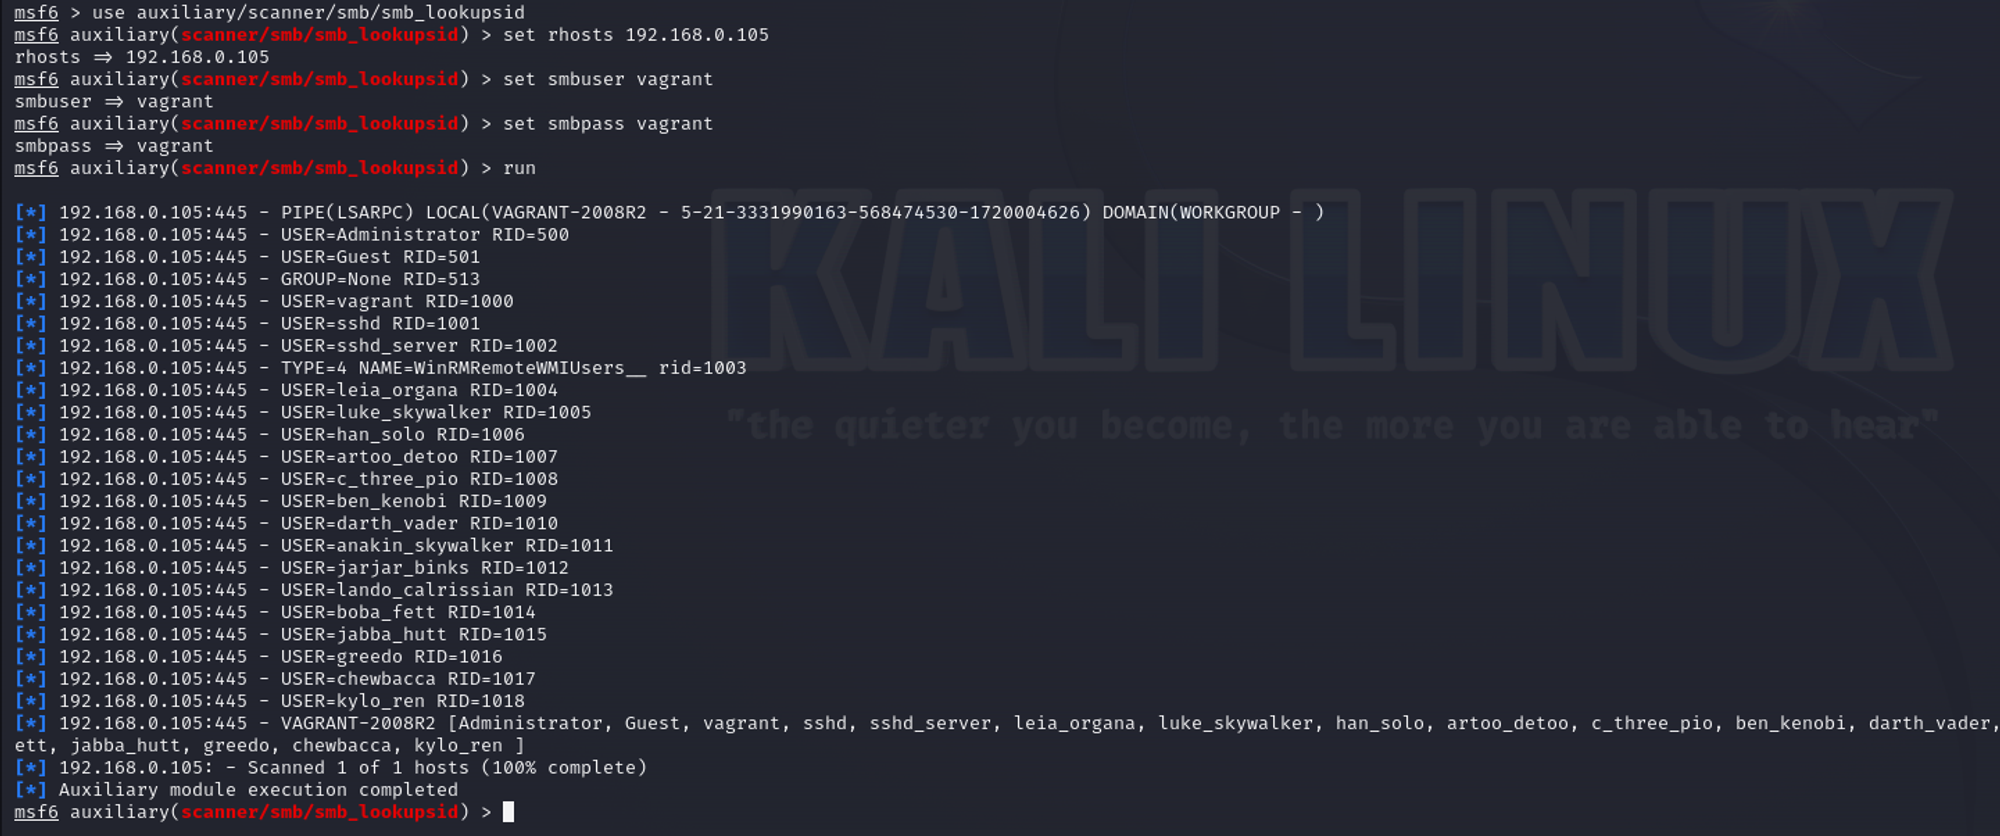 msf6 > use auxiliary/scanner/smb/smb_lookupsid
msf6 auxiliary(scanner/smb/smb_lookupsid) > set rhosts 192.168.0.105
rhosts ⇒ 192.168.0.105
msf6 auxiliary(scanner/smb/smb_lookupsid) > set smbuser vagrant
smbuser ⇒ vagrant
msf6 auxiliary(scanner/smb/smb_lookupsid) > set smbpass vagrant
smbpass ⇒ vagrant
msf6 auxiliary(scanner/smb/smb_lookupsid) > run
[*] 192.168.0.105:445 - PIPE(LSARPC) LOCAL(VAGRANT-2008R2 - 5-21-3331990163-568474530-1720004626) DOMAIN(WORKGROUP - )
[*] 192.168.0.105:445 - USER=Administrator RID=500
[*] 192.168.0.105:445 - USER=Guest RID=501
[*] 192.168.0.105:445 - GROUP=None RID=513
[*] 192.168.0.105:445 - USER=vagrant RID=1000
[*] 192.168.0.105:445 - USER=sshd RID=1001
[*] 192.168.0.105:445 - USER=sshd_server RID=1002
[*] 192.168.0.105:445 - TYPE=4 NAME=WinRMRemoteWMIUsers__ rid=1003
[*] 192.168.0.105:445 - USER=leia_organa RID=1004
[*] 192.168.0.105:445 - USER=luke_skywalker RID=1005
[*] 192.168.0.105:445 - USER=han_solo RID=1006
[*] 192.168.0.105:445 - USER=artoo_detoo RID=1007
[*] 192.168.0.105:445 - USER=c_three_pio RID=1008
[*] 192.168.0.105:445 - USER=ben_kenobi RID=1009
[*] 192.168.0.105:445 - USER=darth_vader RID=1010
[*] 192.168.0.105:445 - USER=anakin_skywalker RID=1011
[*] 192.168.0.105:445 - USER=jarjar_binks RID=1012
[*] 192.168.0.105:445 - USER=lando_calrissian RID=1013
[*] 192.168.0.105:445 - USER=boba_fett RID=1014
[*] 192.168.0.105:445 - USER=jabba_hutt RID=1015
[*] 192.168.0.105:445 - USER=greedo RID=1016
[*] 192.168.0.105:445 - USER=chewbacca RID=1017
[*] 192.168.0.105:445 - USER=kylo_ren RID=1018
[*] 192.168.0.105:445 - VAGRANT-2008R2 [Administrator, Guest, vagrant, sshd, sshd_server, leia_organa, luke_skywalker, han_solo, artoo_detoo, c_three_pio, ben_kenobi, darth_vader,
ett, jabba_hutt, greedo, chewbacca, kylo_ren ]
[*] 192.168.0.105: - Scanned 1 of 1 hosts (100% complete)
[*] Auxiliary module execution completed
msf6 auxiliary(scanner/smb/smb_lookupsid) >
KALI LINUX
"the quieter you become, the more you are able to hear"